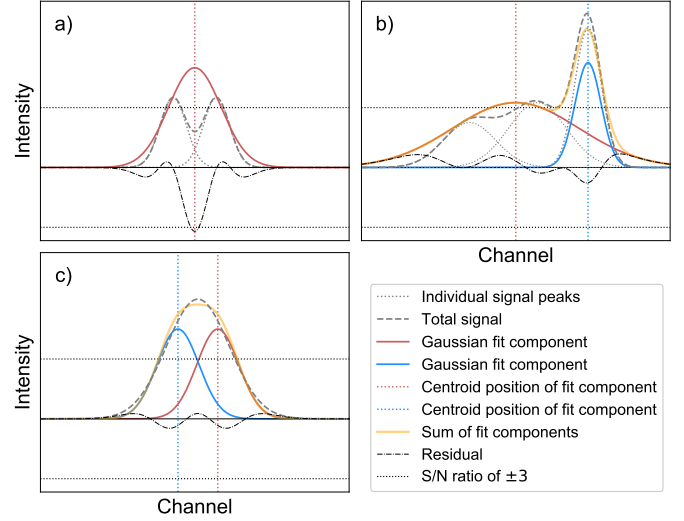 a)
b)
Intensity
Channel
c)
Intensity
Channel
Individual signal peaks
Total signal
Gaussian fit component
Gaussian fit component
Centroid position of fit component
Centroid position of fit component
Sum of fit components
Residual
S/N ratio of ±3